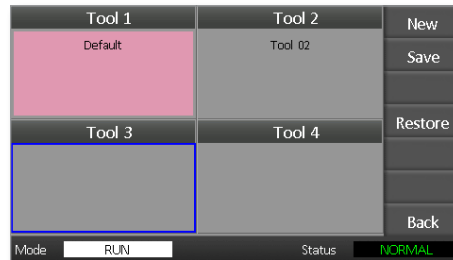 Tool 1
Default
Tool 2
Tool 02
Tool 3
Tool 4
New
Save
Restore
Back
Mode RUN Status NORMAL